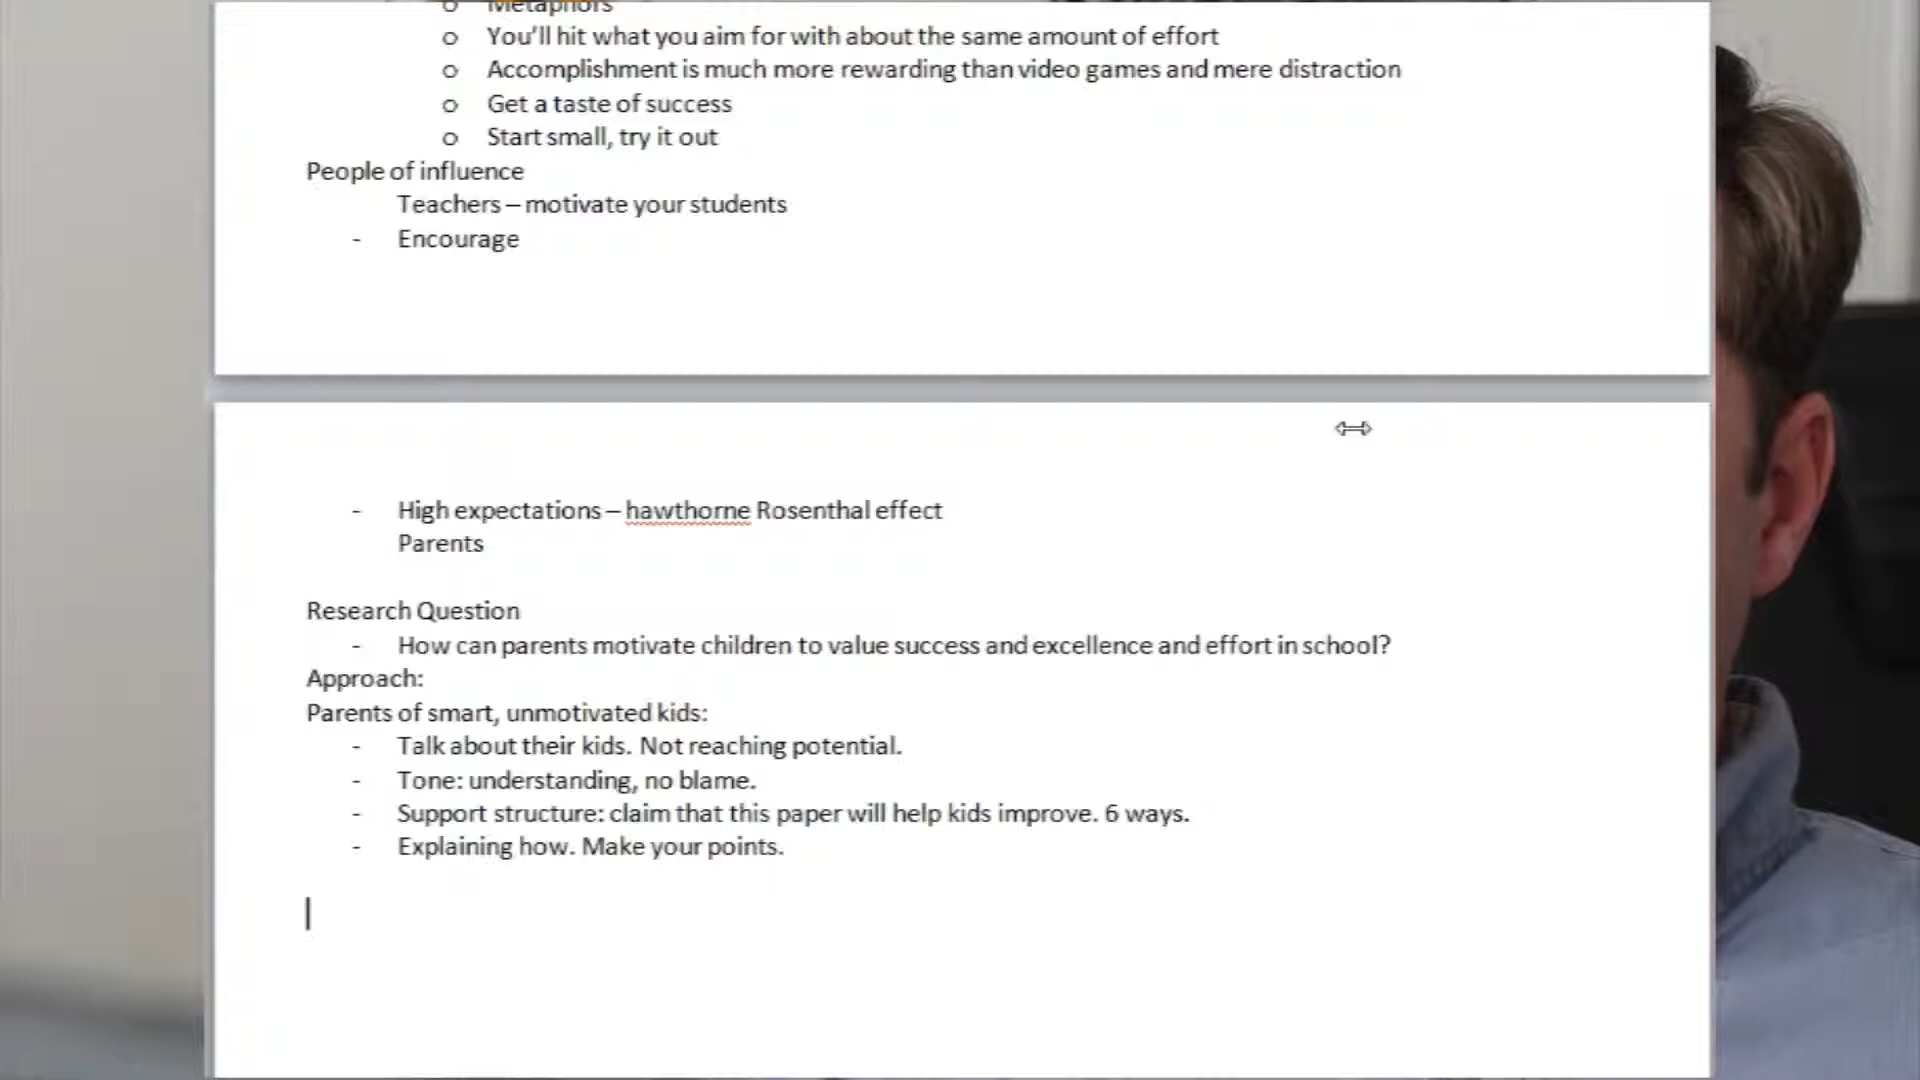 o Metaphors
o You'll hit what you aim for with about the same amount of effort
o Accomplishment is much more rewarding than video games and mere distraction
o Get a taste of success
o Start small, try it out
People of influence
Teachers – motivate your students
- Encourage
- High expectations – hawthorne Rosenthal effect
Parents
Research Question
- How can parents motivate children to value success and excellence and effort in school?
Approach:
Parents of smart, unmotivated kids:
- Talk about their kids. Not reaching potential.
- Tone: understanding, no blame.
- Support structure: claim that this paper will help kids improve. 6 ways.
- Explaining how. Make your points.